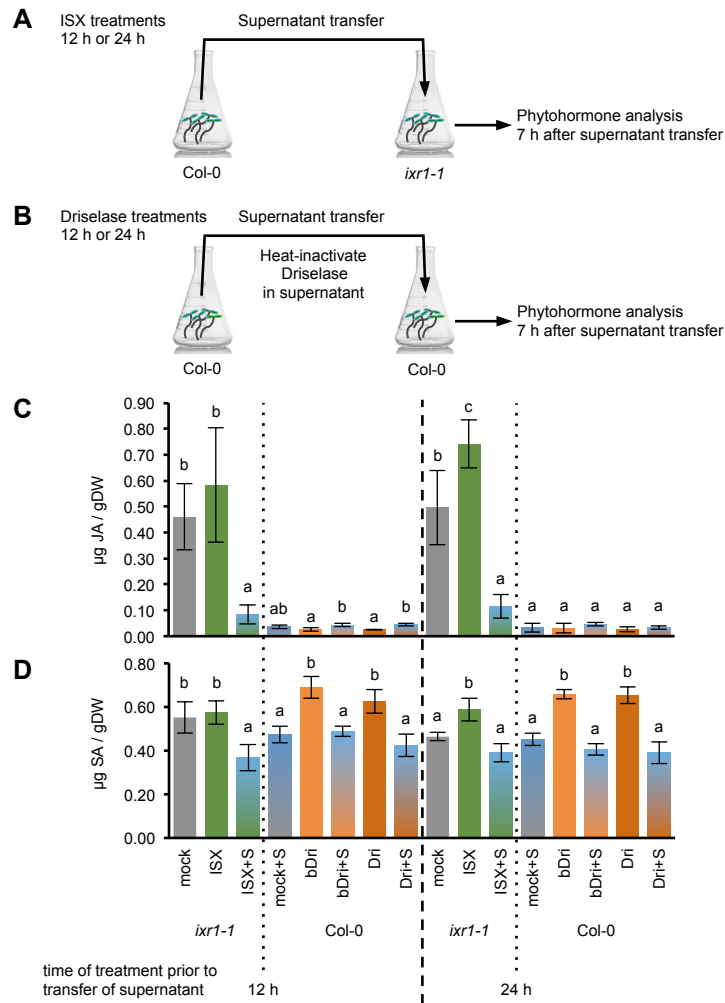 A
ISX treatments
12 h or 24 h
Supernatant transfer
Col-0
ixr1-1
Phytohormone analysis
7 h after supernatant transfer
B
Driselase treatments
12 h or 24 h
Supernatant transfer
Heat-inactivate
Driselase
in supernatant
Col-0
Col-0
Phytohormone analysis
7 h after supernatant transfer
C
µg JA / gDW
0.90
0.80
0.70
0.60
0.50
0.40
0.30
0.20
0.10
0.00
b b a ab a b a b b c a a a a a a
D
µg SA / gDW
0.80
0.60
0.40
0.20
0.00
b b a a b a b a a b a a b a b a
mock ISX ISX+S mock+S bDri bDri+S Dri Dri+S mock ISX ISX+S mock+S bDri bDri+S Dri Dri+S
ixr1-1 Col-0 ixr1-1 Col-0
time of treatment prior to
transfer of supernatant 12 h 24 h